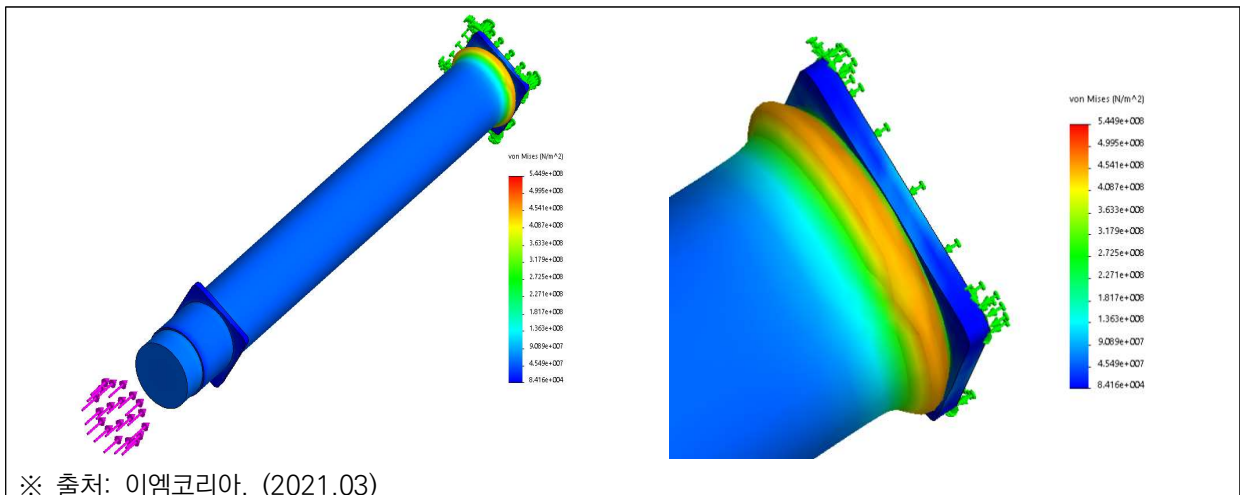 von Mises (N/m^2)
5.449e+008
4.995e+008
4.541e+008
4.087e+008
3.633e+008
3.179e+008
2.725e+008
2.271e+008
1.817e+008
1.363e+008
9.089e+007
4.549e+007
8.416e+004
von Mises (N/m^2)
5.449e+008
4.995e+008
4.541e+008
4.087e+008
3.633e+008
3.179e+008
2.725e+008
2.271e+008
1.817e+008
1.363e+008
9.089e+007
4.549e+007
8.416e+004
※ 출처: 이엠코리아. (2021.03)